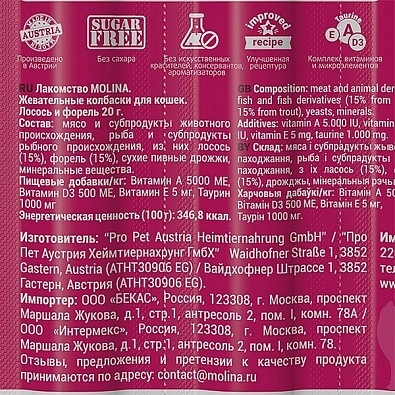 MADE IN
AUSTRIA
SUGAR
FREE
improved
recipe
Taurine
E A D3
Произведено
в Австрии
Без сахара
Без искусственных
красителей, консервантов,
ароматизаторов
Улучшенная
рецептура
Комплекс витаминов
и микроэлементов
RU Лакомство MOLINA.
Жевательные колбаски для кошек.
Лосось и форель 20 г.
Состав: мясо и субпродукты животного
происхождения, рыба и субпродукты
рыбного происхождения, из них лосось
(15%), форель (15%), сухие пивные дрожжи,
минеральные вещества.
Пищевые добавки/кг: Витамин А 5000 МЕ,
Витамин D3 500 МЕ, Витамин Е 5 мг, Таурин
1000 мг
Энергетическая ценность (100 г): 346,8 ккал.
GB Composition: meat and animal der
fish and fish derivatives (15% from
15% from trout), yeasts, minerals.
Additives: vitamin A 5.000 IU, vitamin
IU, vitamin E 5 mg, taurine 1.000 mg.
BY Склад: мяса і субпрадукты жывё
паходжання, рыба і субпрадукты
паходжання, з іх ласось (15%),
(15%), дрожджы, мінеральныя рэчы
Харчовыя дабаўкі/кг: Вітамін А 50
Вітамін D3 500 МЕ, Вітамін Е 5 мг,
Таурін 1000 мг.
Изготовитель: “Pro Pet Austria Heimtiernahrung GmbH” / “Про
Пет Аустрия Хеймтиернахрунг ГмбХ” Waidhofner Straße 1, 3852
Gastern, Austria (ATHT30906 EG) / Вайдхофнер Штрассе 1, 3852
Гастерн, Австрия (ATHT30906 EG)
Импортер: ООО «БЕКАС», Россия, 123308, г. Москва, проспект
Маршала Жукова, д.1, стр.1, антресоль 2, пом. I, комн. 78А /
ООО «Интермекс», Россия, 123308, г. Москва, проспект
Маршала Жукова, д.1, стр.1, антресоль 2, пом. I, комн. 78.
Отзывы, предложения и претензии к качеству продукта
принимаются по адресу: contact@molina.ru
Им
22
тел
ww